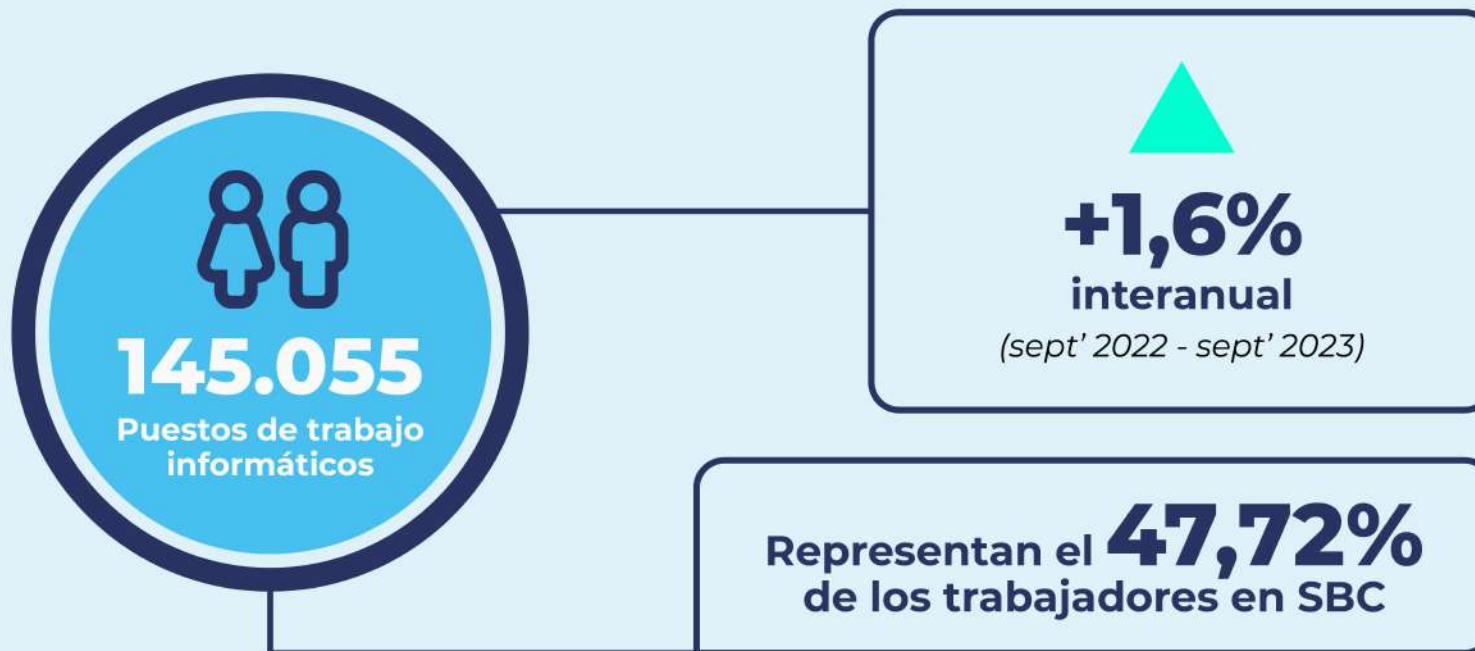 145.055
Puestos de trabajo
informáticos
+1,6%
interanual
(sept’ 2022 - sept’ 2023)
Representan el 47,72%
de los trabajadores en SBC